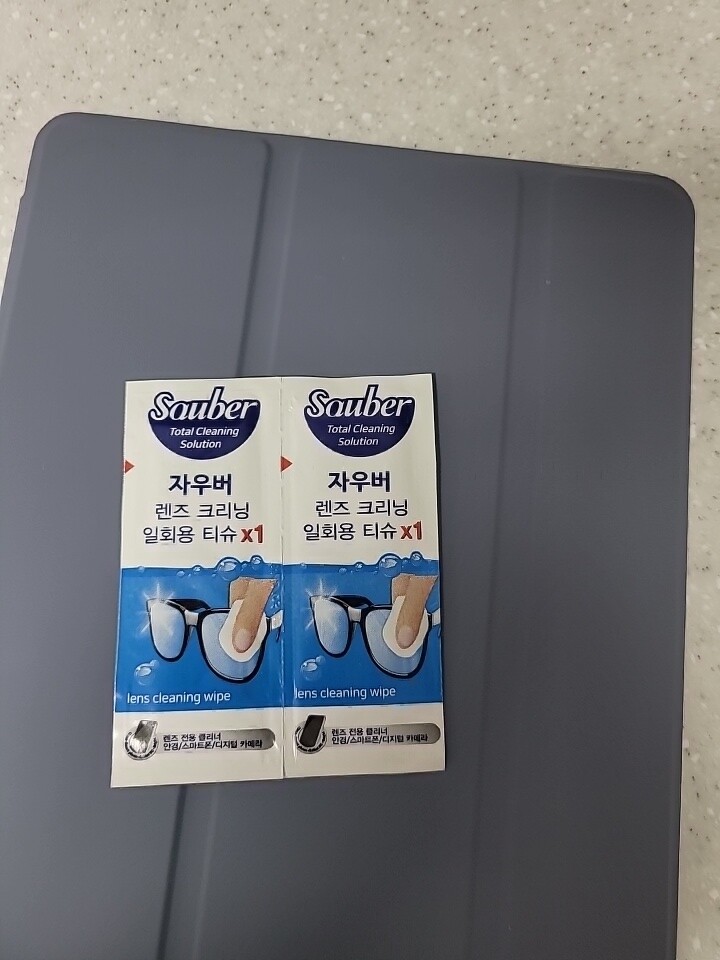 Sauber
Total Cleaning
Solution
자우버
렌즈 크리닝
일회용 티슈 x1
lens cleaning wipe
렌즈 전용 클리너
안경/스마트폰/디지털 카메라
Sauber
Total Cleaning
Solution
자우버
렌즈 크리닝
일회용 티슈 x1
lens cleaning wipe
렌즈 전용 클리너
안경/스마트폰/디지털 카메라